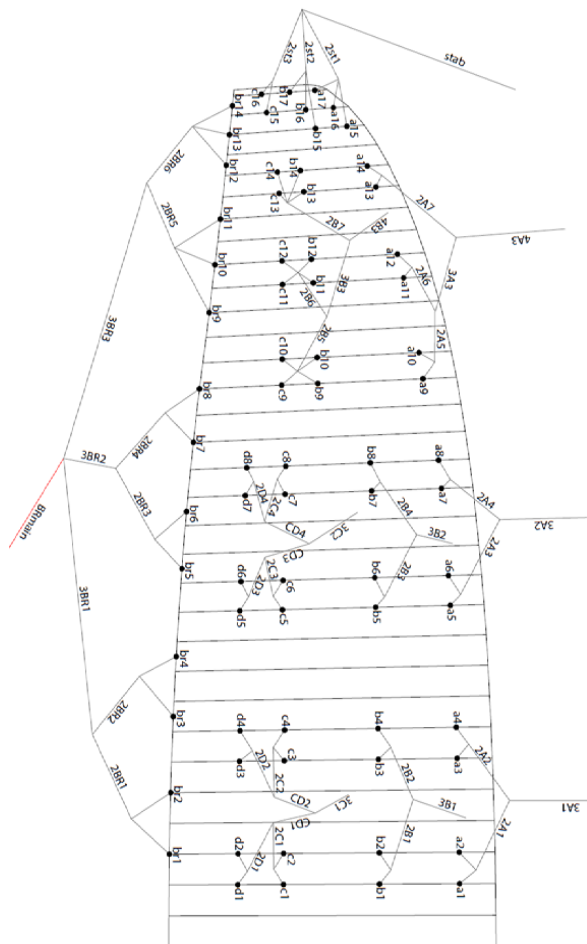 2st3
2st2
2st1
stab
c16
b17
a17
br14
c15
b16
a16
a15
br13
b15
2BR6
br12
c14
b14
a14
c13
b13
a13
2A7
2BR5
br11
2B7
4B3
4A3
br10
c12
b12
a12
3B3
2A6
3A3
c11
2B6
b11
a11
br9
3BR3
2B5
2A5
c10
b10
a10
br8
c9
b9
a9
2BR4
br7
3BR2
d8
c8
b8
a8
2D4
2C4
d7
c7
b7
a7
2B4
2A4
BRmain
2BR3
br6
CD4
3C2
3B2
3A2
CD3
2A3
br5
d6
2C3
c6
b6
2B3
a6
2D3
d5
c5
b5
a5
3BR1
br4
2BR2
br3
d4
c4
b4
a4
2D2
c3
b3
2A2
d3
2B2
a3
2BR1
2C2
br2
CD2
3C1
3B1
3A1
CD1
2C1
2B1
2A1
br1
d2
c2
b2
a2
2D1
d1
c1
b1
a1